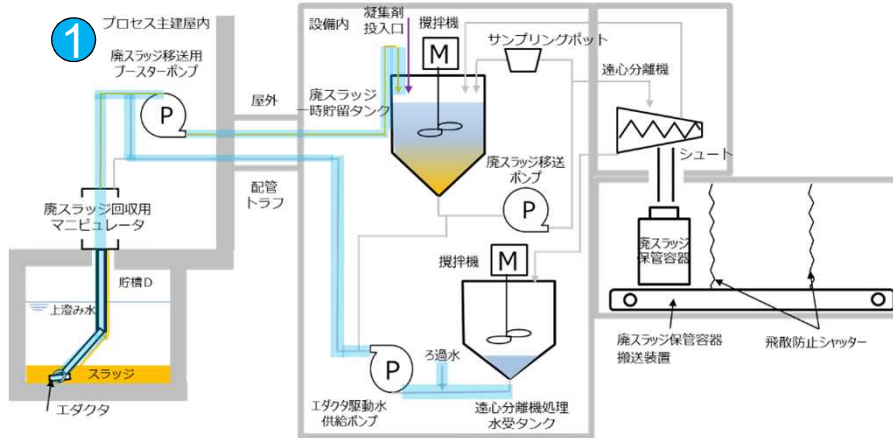 ①
プロセス主建屋内
廃スラッジ移送用
ブースターポンプ
P
屋外
配管
トラフ
廃スラッジ回収用
マニピュレータ
貯槽D
上澄み水
スラッジ
エダクタ
設備内
凝集剤
投入口
攪拌機
M
サンプリングポット
廃スラッジ
一時貯留タンク
廃スラッジ移送
ポンプ
P
攪拌機
M
ろ過水
P
エダクタ駆動水
供給ポンプ
遠心分離機処理
水受タンク
遠心分離機
シュート
廃スラッジ
保管容器
廃スラッジ保管容器
搬送装置
飛散防止シャッター